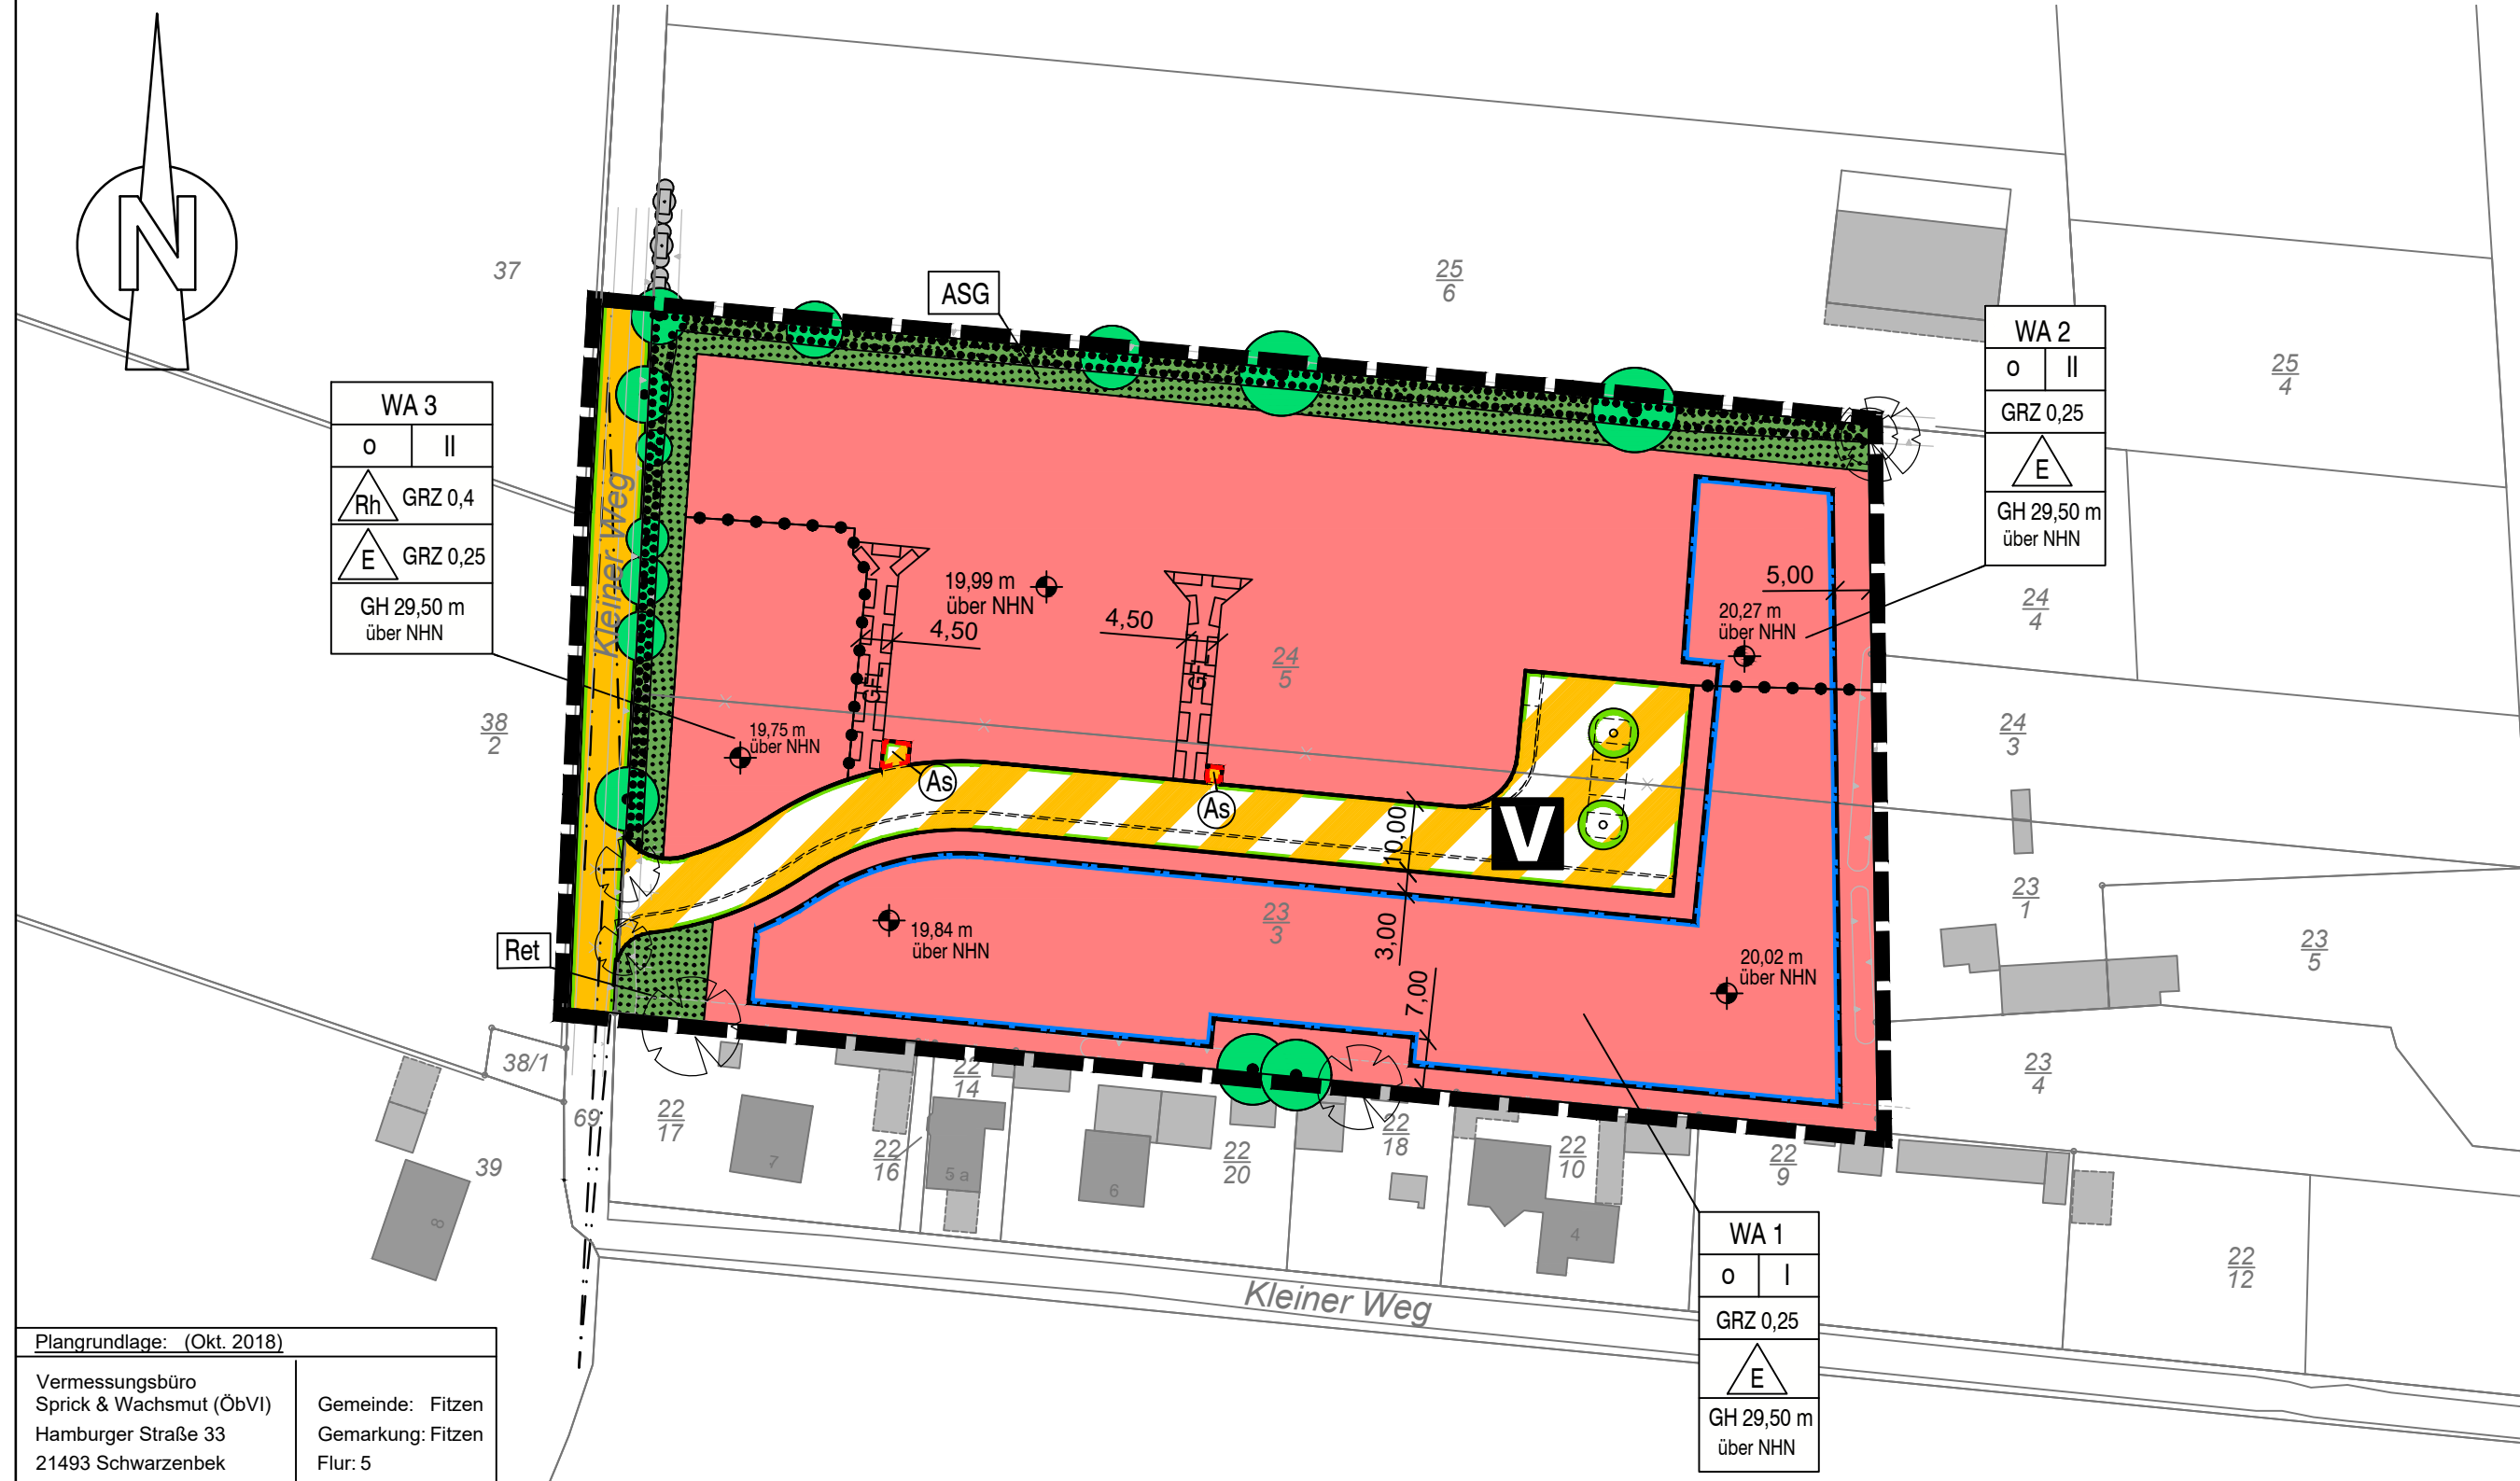 N
37
ASG
25
6
WA 2
o II
GRZ 0,25
E
GH 29,50 m
über NHN
25
4
WA 3
o II
Rh GRZ 0,4
E GRZ 0,25
GH 29,50 m
über NHN
Kleiner Weg
19,99 m
über NHN
4,50
4,50
GFL
GFL
24
5
5,00
20,27 m
über NHN
24
4
38
2
19,75 m
über NHN
As
As
V
10,00
24
3
23
1
Ret
19,84 m
über NHN
23
3
3,00
7,00
20,02 m
über NHN
23
5
38/1
69
39
8
22
17
7
22
14
22
16
5 a
6
22
20
22
18
22
10
4
22
9
23
4
22
12
Kleiner Weg
WA 1
o I
GRZ 0,25
E
GH 29,50 m
über NHN
Plangrundlage: (Okt. 2018)
Vermessungsbüro
Sprick & Wachsmut (ÖbVI)
Hamburger Straße 33
21493 Schwarzenbek
Gemeinde: Fitzen
Gemarkung: Fitzen
Flur: 5